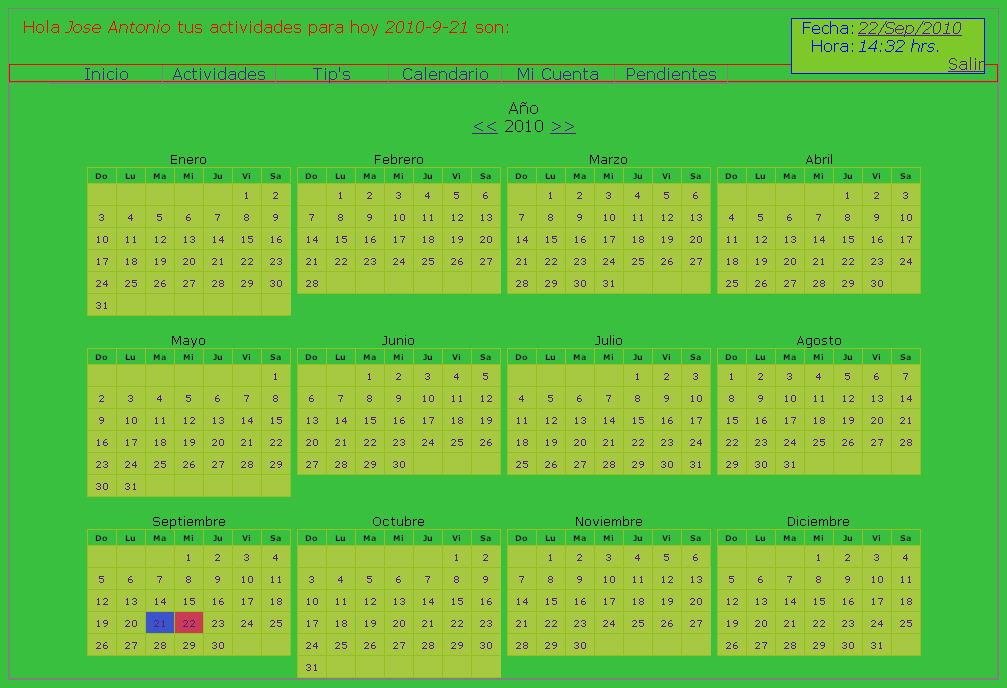 Hola Jose Antonio tus actividades para hoy 2010-9-21 son:
Fecha: 22/Sep/2010
Hora: 14:32 hrs.
Salir
Inicio Actividades Tip's Calendario Mi Cuenta Pendientes
Año
<< 2010 >>
Enero Febrero Marzo Abril
Do Lu Ma Mi Ju Vi Sa Do Lu Ma Mi Ju Vi Sa Do Lu Ma Mi Ju Vi Sa Do Lu Ma Mi Ju Vi Sa
1 2 1 2 3 4 5 6 1 2 3 4 5 6 1 2 3
3 4 5 6 7 8 9 7 8 9 10 11 12 13 7 8 9 10 11 12 13 4 5 6 7 8 9 10
10 11 12 13 14 15 16 14 15 16 17 18 19 20 14 15 16 17 18 19 20 11 12 13 14 15 16 17
17 18 19 20 21 22 23 21 22 23 24 25 26 27 21 22 23 24 25 26 27 18 19 20 21 22 23 24
24 25 26 27 28 29 30 28 28 29 30 31 25 26 27 28 29 30
31
Mayo Junio Julio Agosto
Do Lu Ma Mi Ju Vi Sa Do Lu Ma Mi Ju Vi Sa Do Lu Ma Mi Ju Vi Sa Do Lu Ma Mi Ju Vi Sa
1 1 2 3 4 5 1 2 3 1 2 3 4 5 6 7
2 3 4 5 6 7 8 6 7 8 9 10 11 12 4 5 6 7 8 9 10 8 9 10 11 12 13 14
9 10 11 12 13 14 15 13 14 15 16 17 18 19 11 12 13 14 15 16 17 15 16 17 18 19 20 21
16 17 18 19 20 21 22 20 21 22 23 24 25 26 18 19 20 21 22 23 24 22 23 24 25 26 27 28
23 24 25 26 27 28 29 27 28 29 30 25 26 27 28 29 30 31 29 30 31
30 31
Septiembre Octubre Noviembre Diciembre
Do Lu Ma Mi Ju Vi Sa Do Lu Ma Mi Ju Vi Sa Do Lu Ma Mi Ju Vi Sa Do Lu Ma Mi Ju Vi Sa
1 2 3 4 1 2 1 2 3 4 5 6 1 2 3 4
5 6 7 8 9 10 11 3 4 5 6 7 8 9 7 8 9 10 11 12 13 5 6 7 8 9 10 11
12 13 14 15 16 17 18 10 11 12 13 14 15 16 14 15 16 17 18 19 20 12 13 14 15 16 17 18
19 20 21 22 23 24 25 17 18 19 20 21 22 23 21 22 23 24 25 26 27 19 20 21 22 23 24 25
26 27 28 29 30 24 25 26 27 28 29 30 28 29 30 26 27 28 29 30 31
31